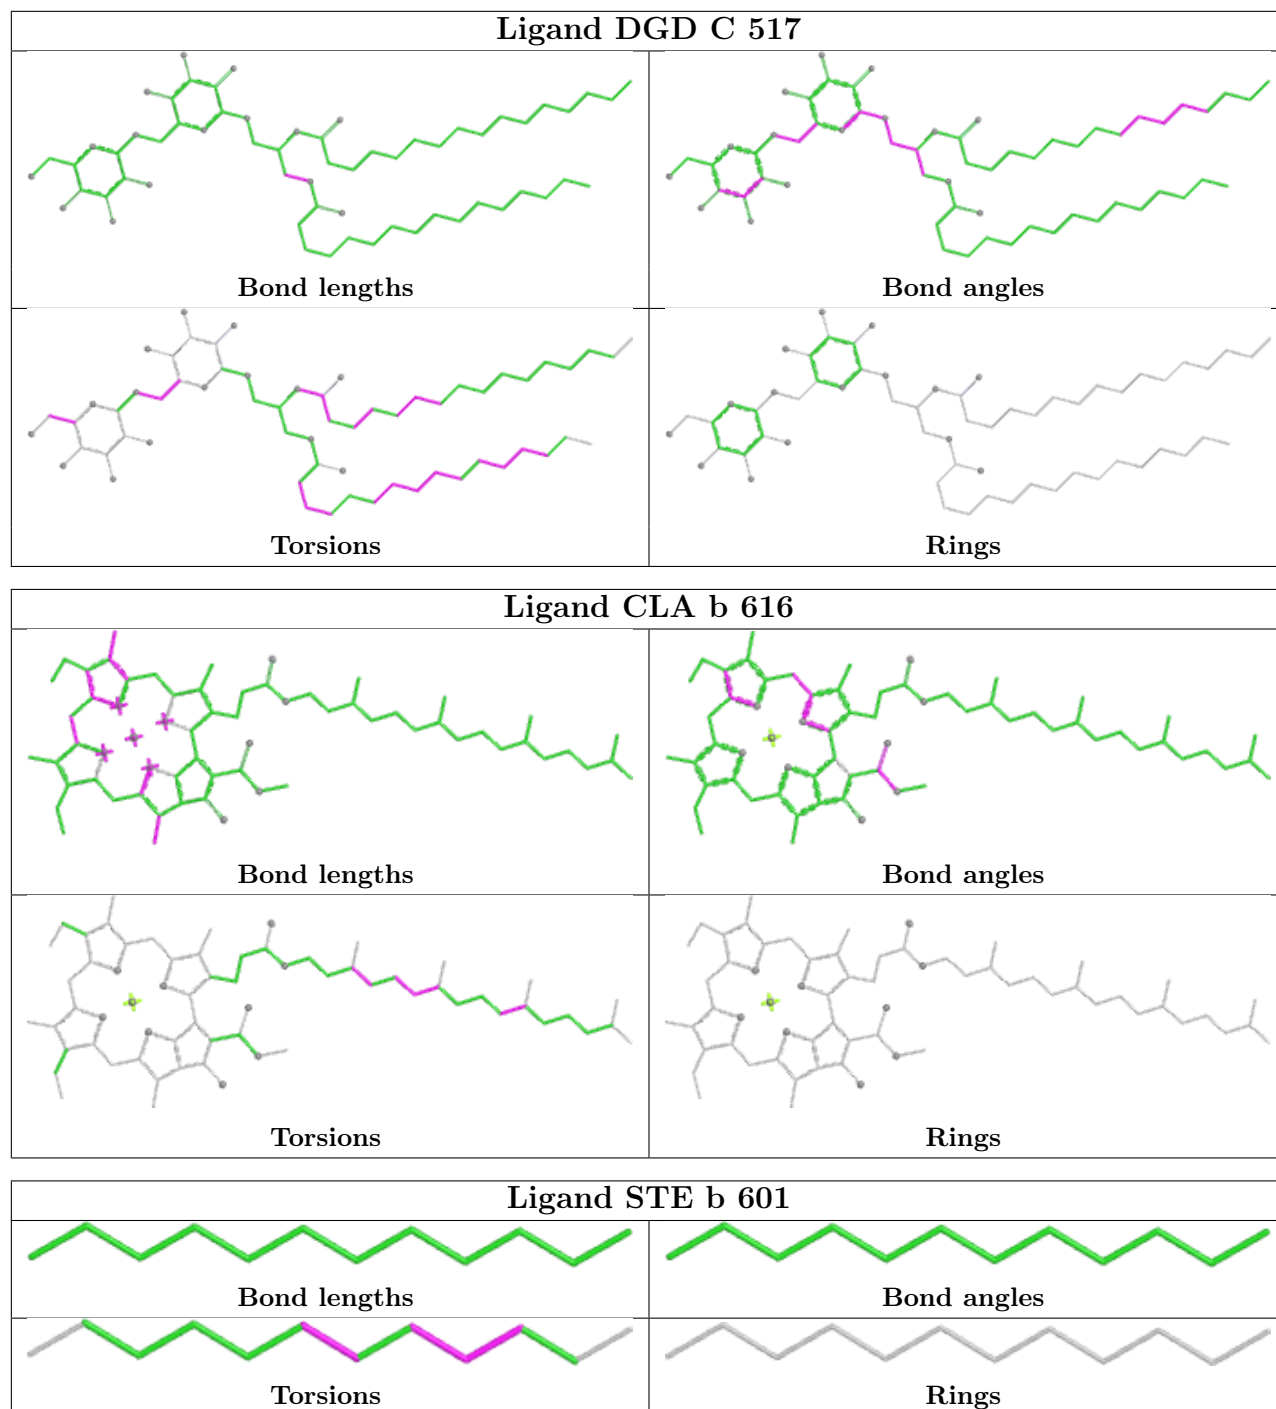 Ligand DGD C 517
Bond lengths
Bond angles
Torsions
Rings
Ligand CLA b 616
Bond lengths
Bond angles
Torsions
Rings
Ligand STE b 601
Bond lengths
Bond angles
Torsions
Rings